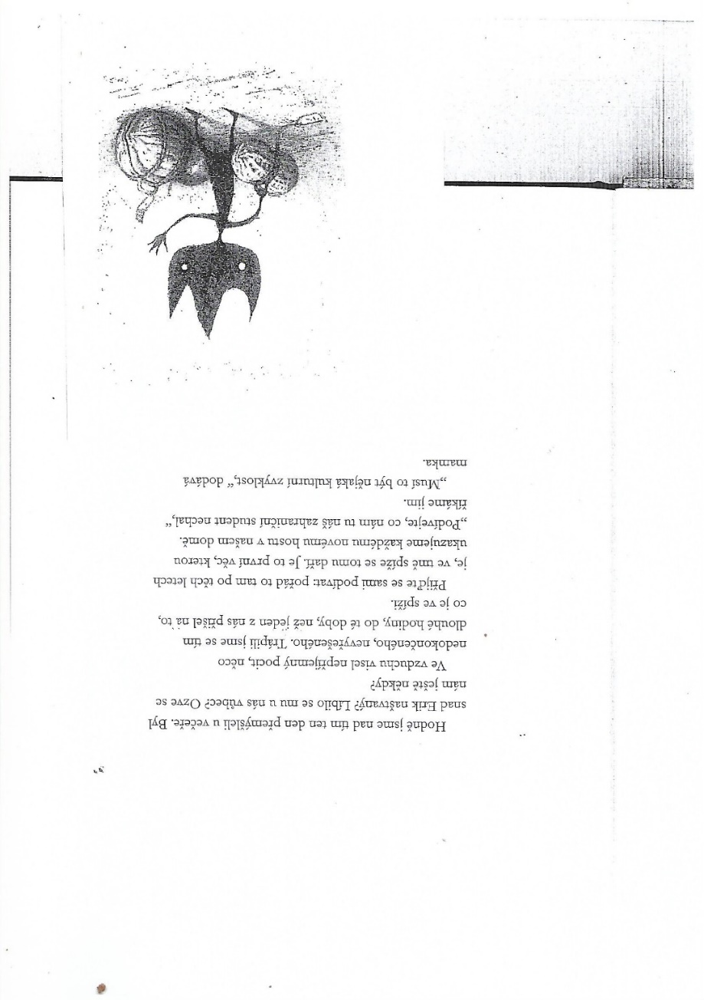 Hodně jsme nad tím ten den přemýšleli u večeře. Byl
snad Erik naštvaný? Líbilo se mu u nás vůbec? Ozve se
nám ještě někdy?
Ve vzduchu visel nepříjemný pocit, něco
nedokončeného, nevyřešeného. Trápili jsme se tím
dlouhé hodiny, do té doby, než jeden z nás přišel na to,
co je ve spíži.
Přijďte se sami podívat: pořád to tam po těch letech
je, ve tmě spíže se tomu daří. Je to první věc, kterou
ukazujeme každému novému hostu v našem domě.
„Podívejte, co nám tu náš zahraniční student nechal,“
říkáme jim.
„Musí to být nějaká kulturní zvyklost,“ dodává
mamka.